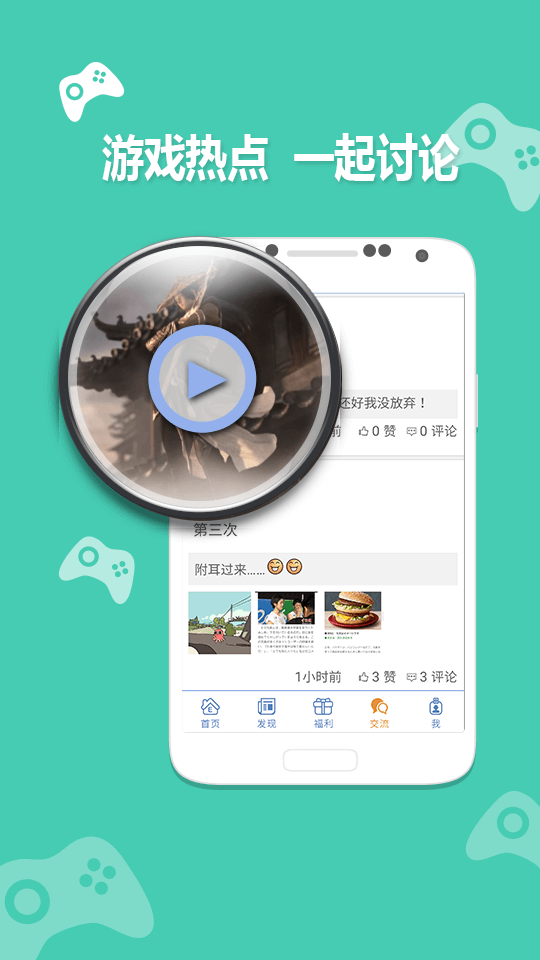 游戏热点 一起讨论
还好我没放弃！
前 0 赞 0 评论
第三次
附耳过来……
1小时前 3 赞 3 评论
首页 发现 福利 交流 我